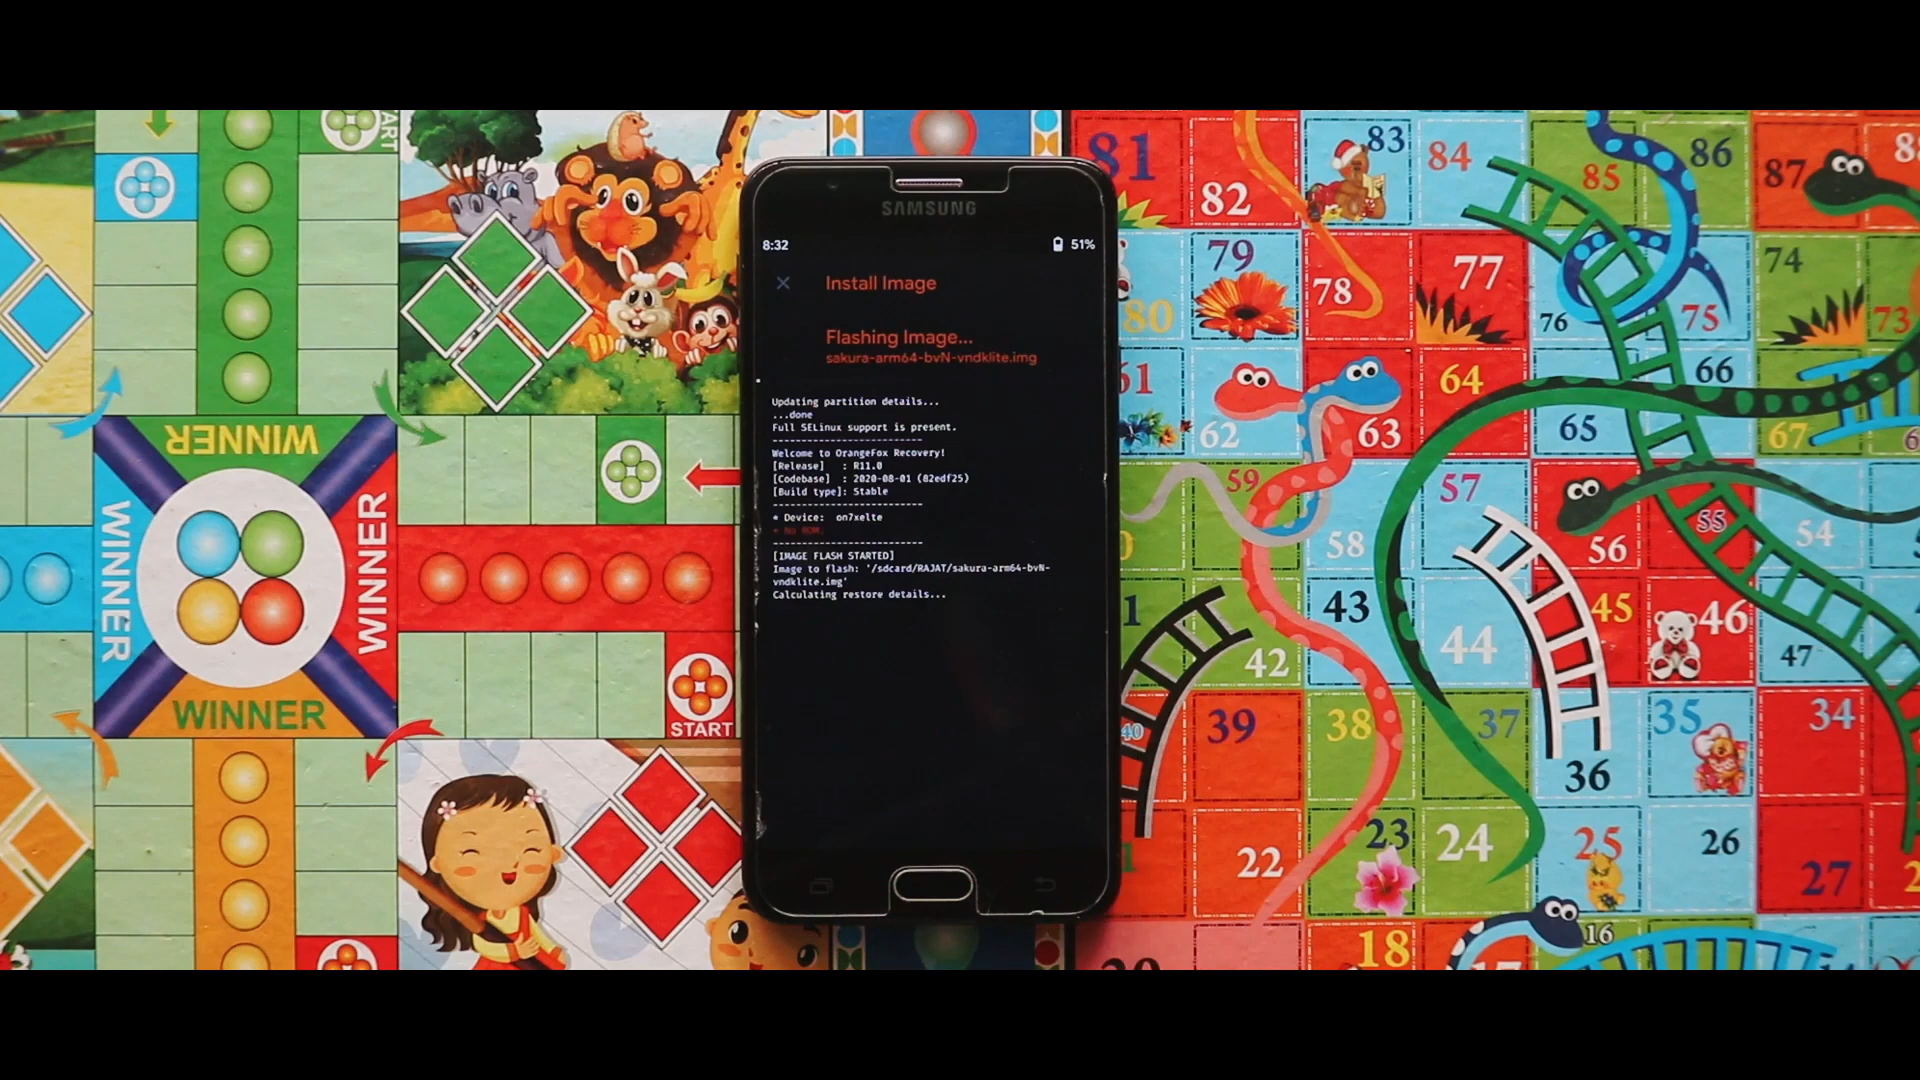 SAMSUNG
8:32
51%
Install Image
Flashing Image...
sakura-arm64-bvN-vndklite.img
Updating partition details...
...done
Full SELinux support is present.
Welcome to OrangeFox Recovery!
[Release] : R11.0
[Codebase] : 2020-08-01 (82edf25)
[Build type]: Stable
* Device: on7xelte
* No ROM.
[IMAGE FLASH STARTED]
Image to flash: '/sdcard/RAJAT/sakura-arm64-bvN-
vndklite.img'
Calculating restore details...
WINNER
WINNER
WINNER
WINNER
START
81
82
83
84
85
86
87
80
79
78
77
76
75
74
73
61
62
63
64
65
66
67
59
58
57
56
55
54
42
43
44
45
46
47
40
39
38
37
36
35
34
22
23
24
25
26
27
18
16